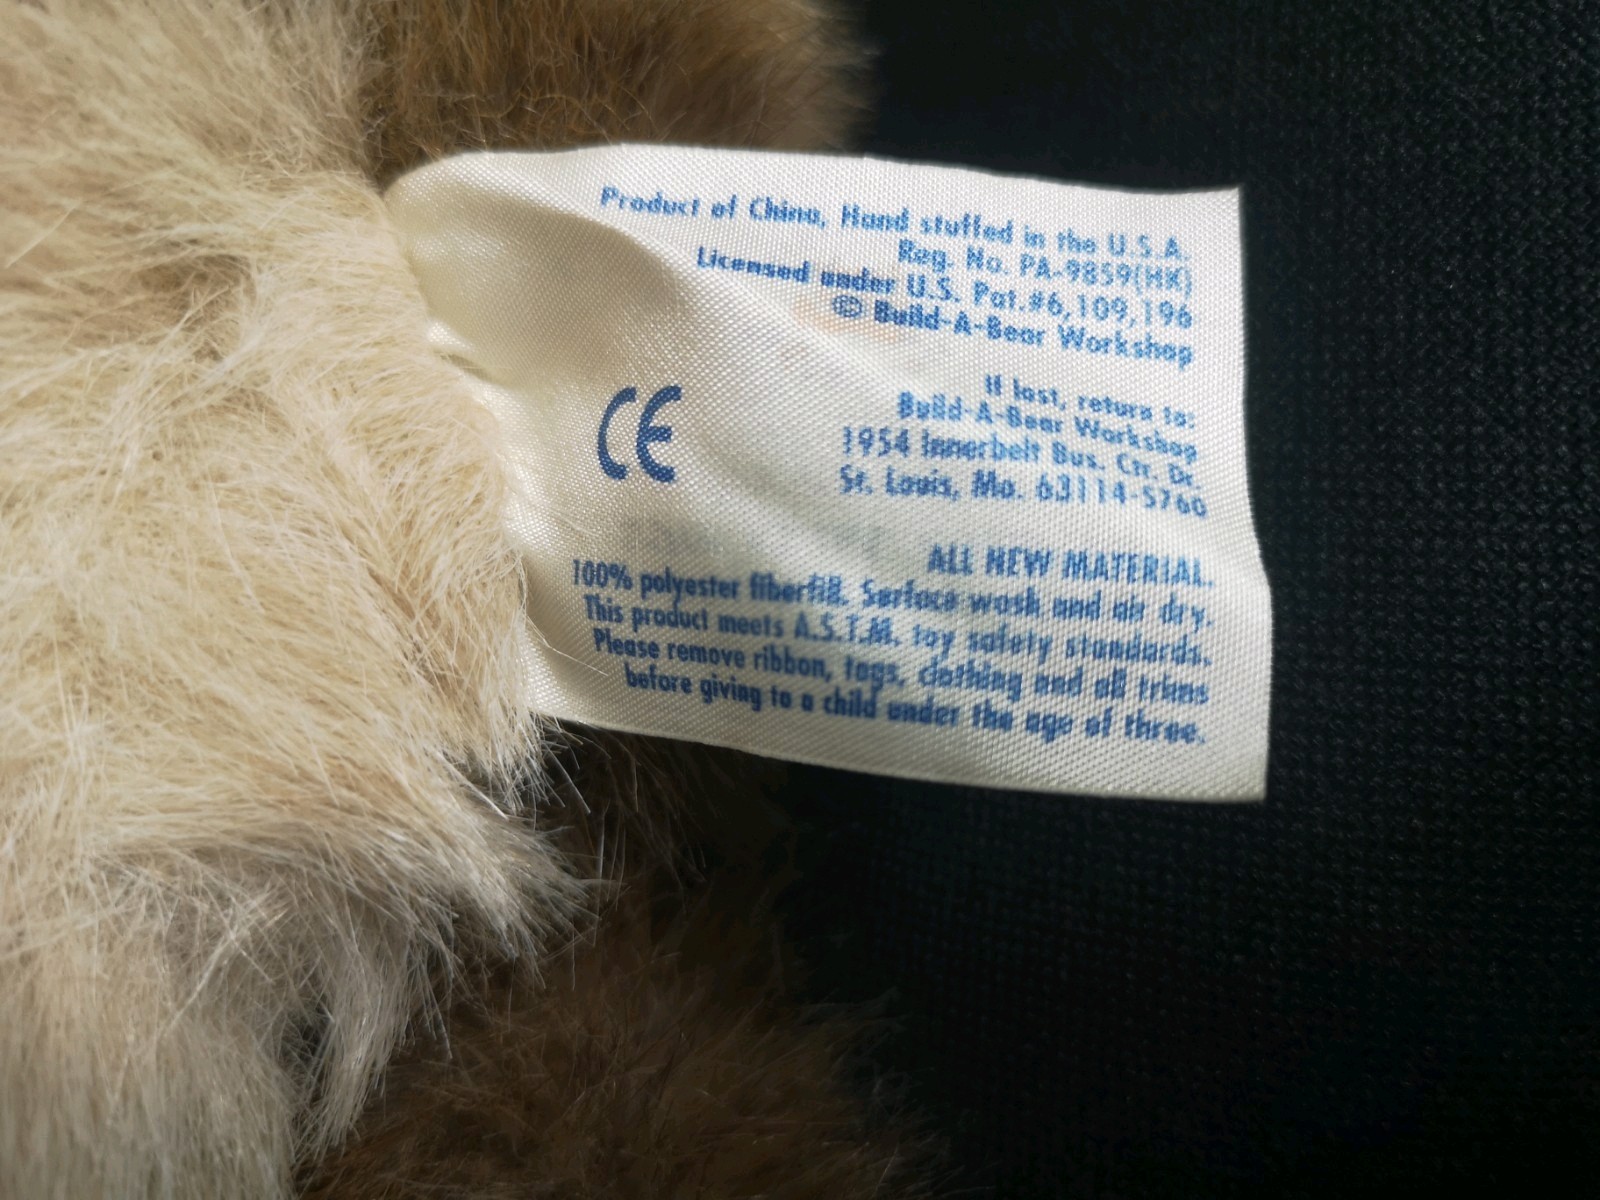 Product of China, Hand stuffed in the U.S.A.
Reg. No. PA-9859(HK)
Licensed under U.S. Pat.#6,109,196
© Build-A-Bear Workshop
If lost, return to:
Build-A-Bear Workshop
1954 Innerbelt Bus. Ctr. Dr.
St. Louis, Mo. 63114-5760
CE
ALL NEW MATERIAL.
100% polyester fiberfill. Surface wash and air dry.
This product meets A.S.T.M. toy safety standards.
Please remove ribbon, tags, clothing and all trims
before giving to a child under the age of three.